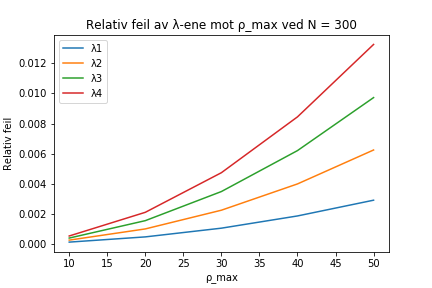 Relativ feil av λ-ene mot ρ_max ved N = 300
λ1
λ2
λ3
λ4
Relativ feil
0.012
0.010
0.008
0.006
0.004
0.002
0.000
10 15 20 25 30 35 40 45 50
ρ_max